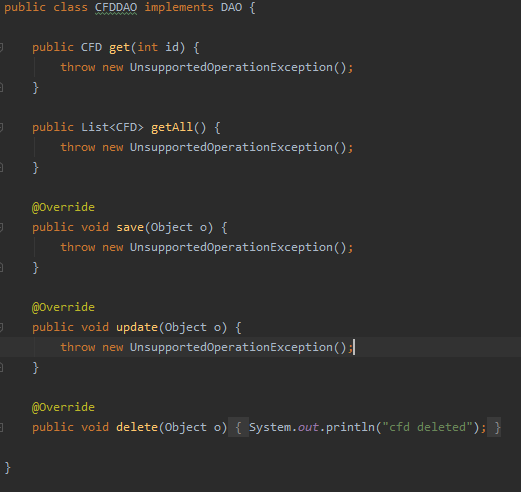 public class CFDDAO implements DAO {
public CFD get(int id) {
throw new UnsupportedOperationException();
}
public List<CFD> getAll() {
throw new UnsupportedOperationException();
}
@Override
public void save(Object o) {
throw new UnsupportedOperationException();
}
@Override
public void update(Object o) {
throw new UnsupportedOperationException();
}
@Override
public void delete(Object o) { System.out.println("cfd deleted"); }
}